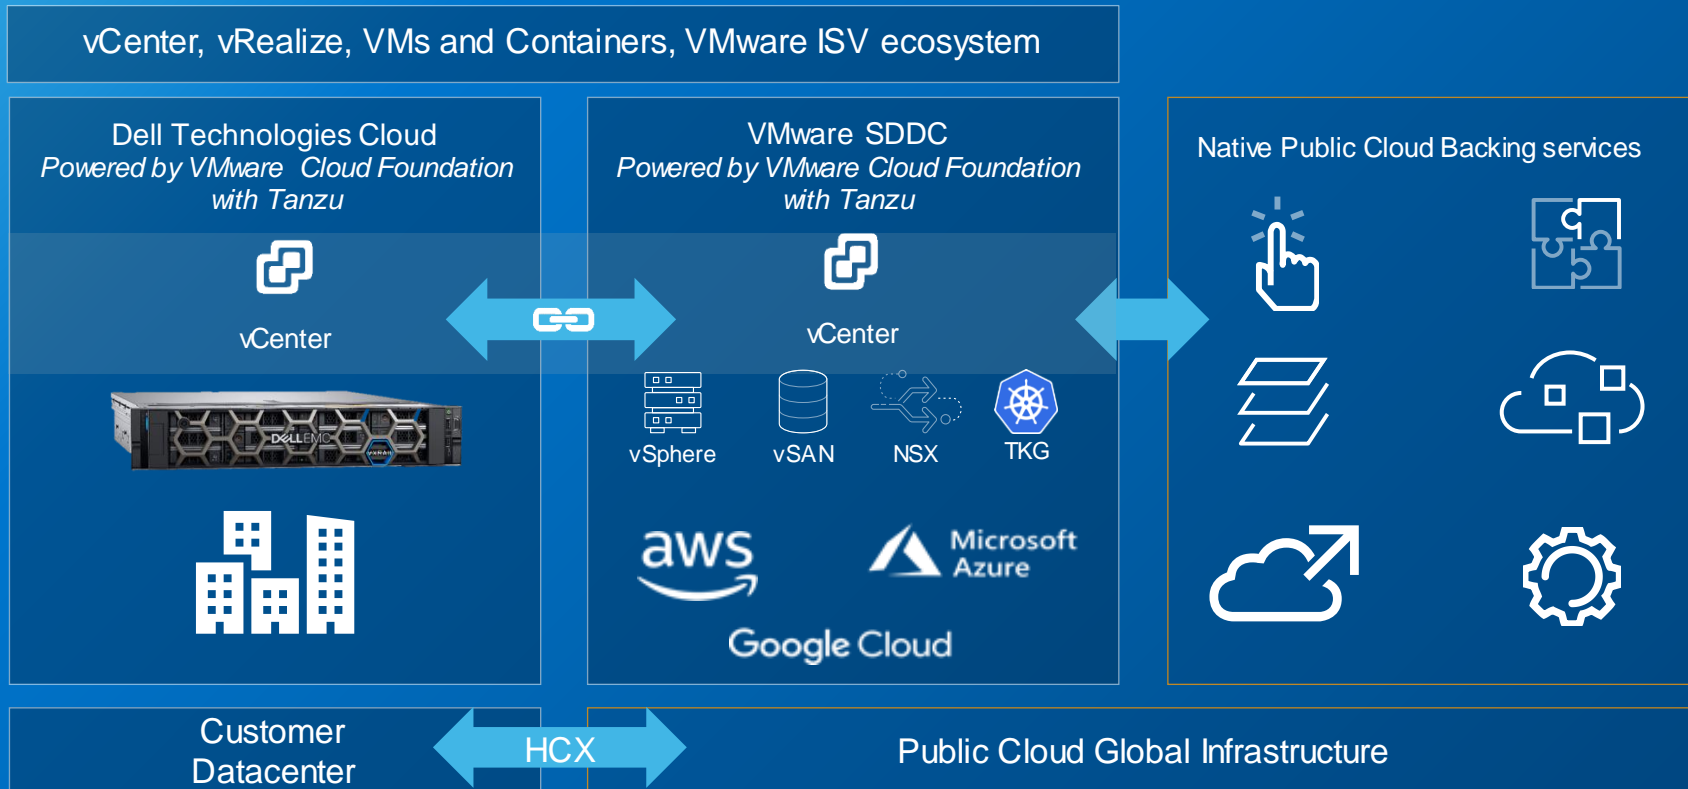 vCenter, vRealize, VMs and Containers, VMware ISV ecosystem
Dell Technologies Cloud
Powered by VMware Cloud Foundation
with Tanzu
vCenter
DELLEMC
VXRAIL
VMware SDDC
Powered by VMware Cloud Foundation
with Tanzu
vCenter
vSphere
vSAN
NSX
TKG
aws
Microsoft
Azure
Google Cloud
Native Public Cloud Backing services
Customer
Datacenter
HCX
Public Cloud Global Infrastructure